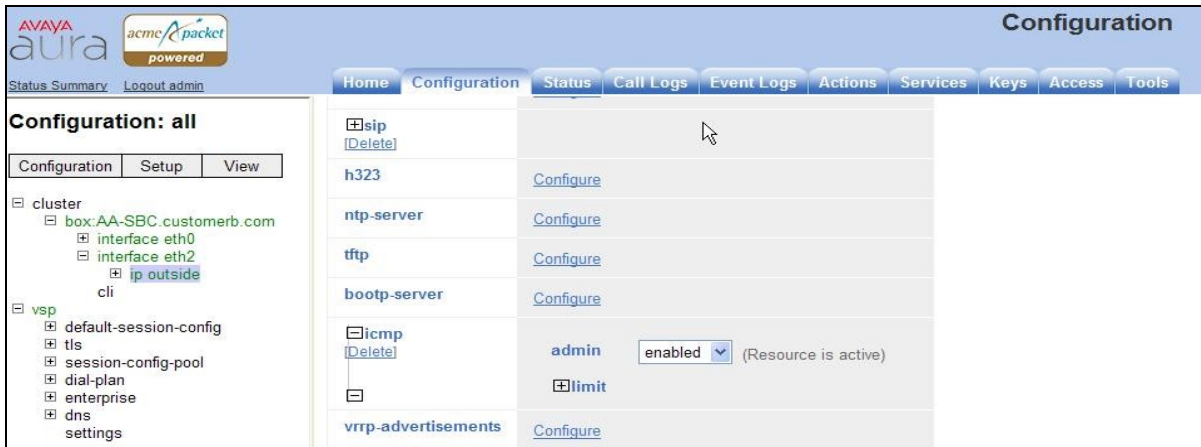 AVAYA
aura
acme packet
powered
Configuration
Status Summary Logout admin
Home Configuration Status Call Logs Event Logs Actions Services Keys Access Tools
Configuration: all
Configuration Setup View
cluster
box:AA-SBC.customerb.com
interface eth0
interface eth2
ip outside
cli
vsp
default-session-config
tls
session-config-pool
dial-plan
enterprise
dns
settings
Configure
sip
[Delete]
h323 Configure
ntp-server Configure
tftp Configure
bootp-server Configure
icmp
[Delete]
admin enabled (Resource is active)
limit
vrrp-advertisements Configure